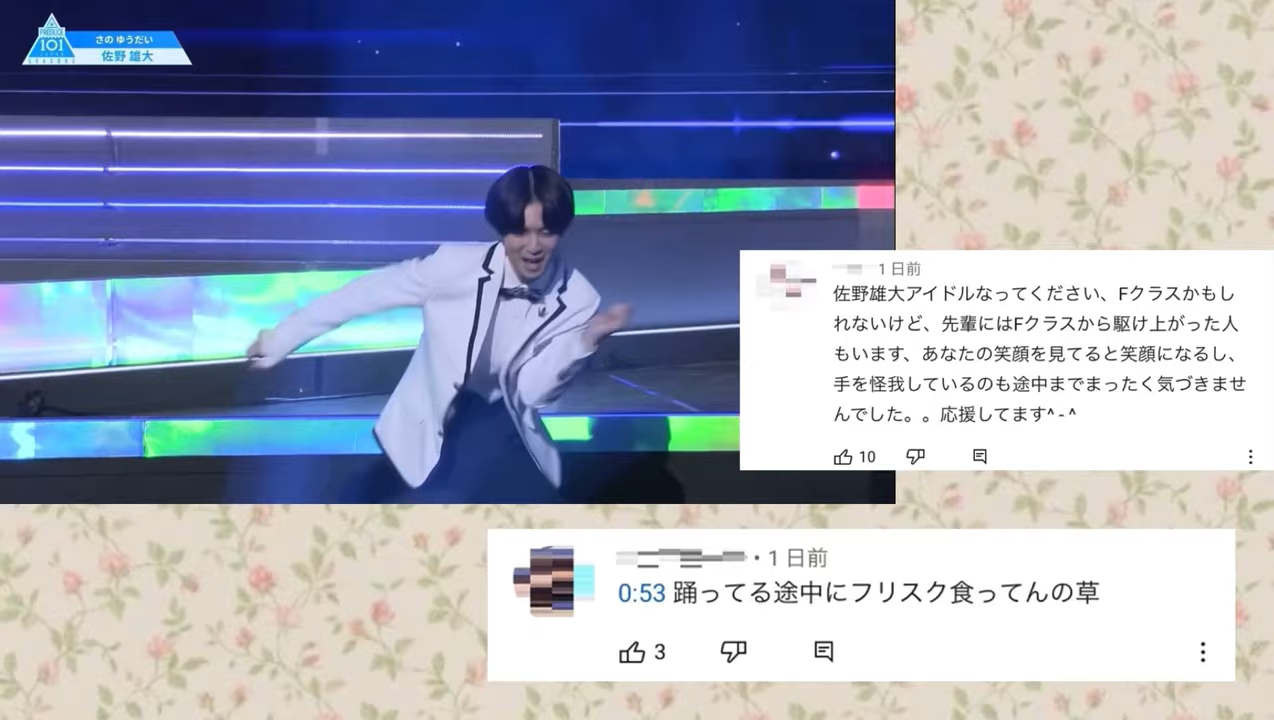 PRODUCE
101
JAPAN
SEASON2
さの ゆうだい
佐野 雄大
1 日前
佐野雄大アイドルなってください、Fクラスかもし
れないけど、先輩にはFクラスから駆け上がった人
もいます、あなたの笑顔を見てると笑顔になるし、
手を怪我しているのも途中までまったく気づきませ
んでした。。応援してます^ - ^
10
・1 日前
0:53 踊ってる途中にフリスク食ってんの草
3